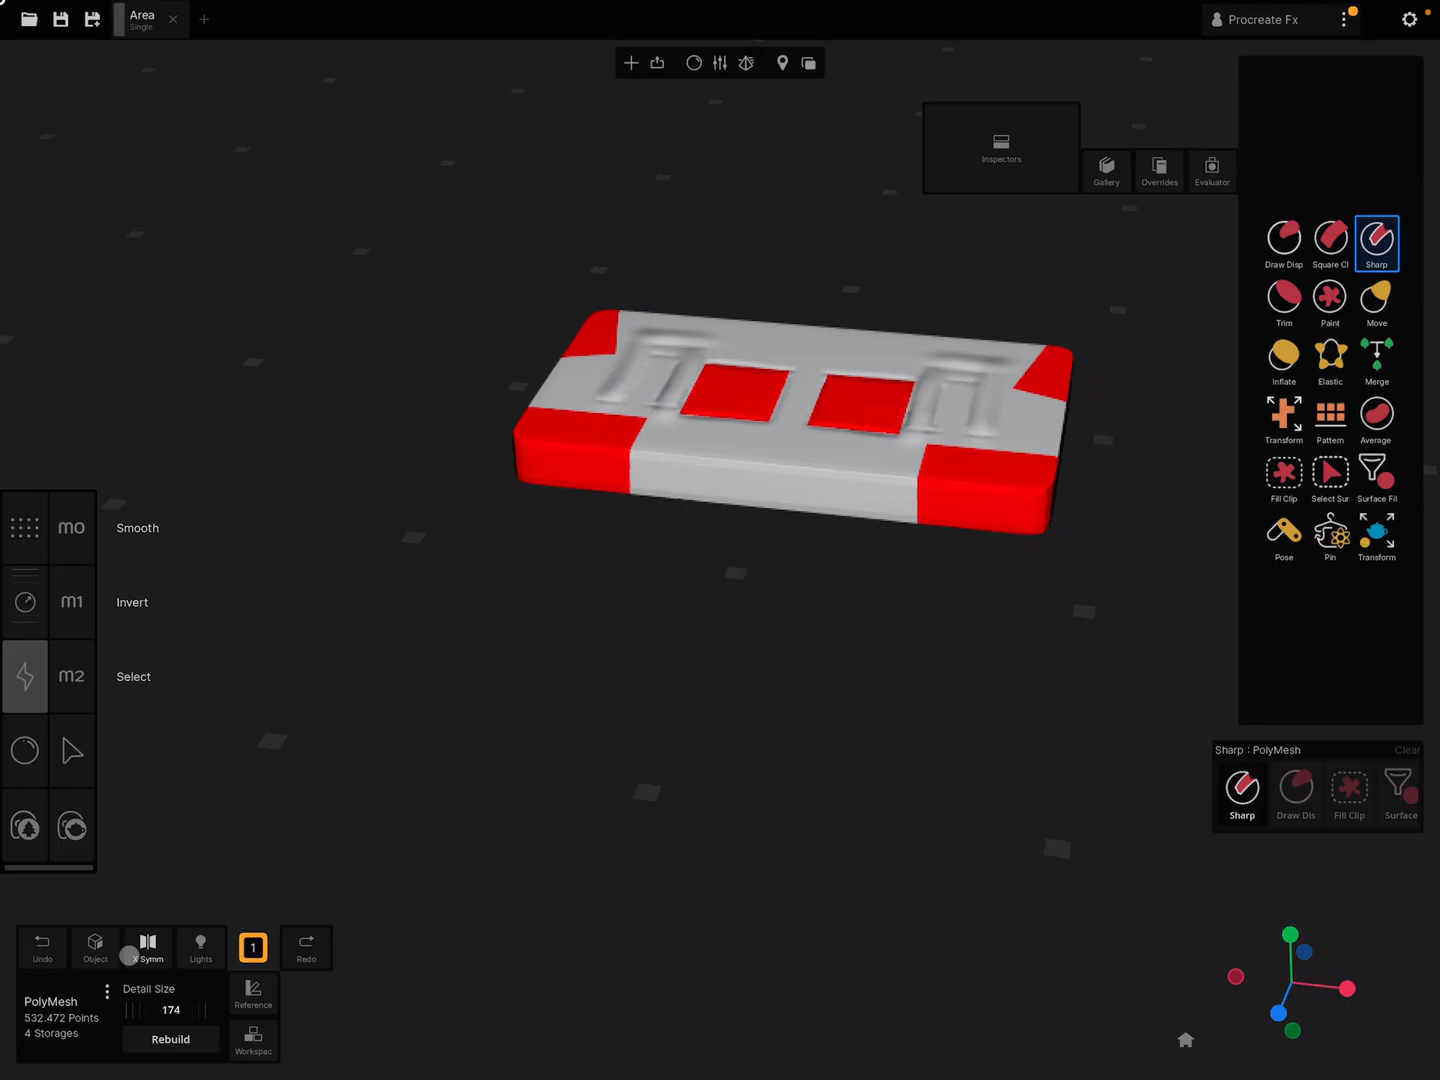 Area
Single
Procreate Fx
Inspectors
Gallery
Overrides
Evaluator
Draw Disp
Square Cl
Sharp
Trim
Paint
Move
Inflate
Elastic
Merge
Transform
Pattern
Average
Fill Clip
Select Sur
Surface Fil
Pose
Pin
Transform
m0
Smooth
m1
Invert
m2
Select
Sharp : PolyMesh
Clear
Sharp
Draw Dis
Fill Clip
Surface
Undo
Object
X Symm
Lights
1
Redo
PolyMesh
532.472 Points
4 Storages
Detail Size
174
Rebuild
Reference
Workspac